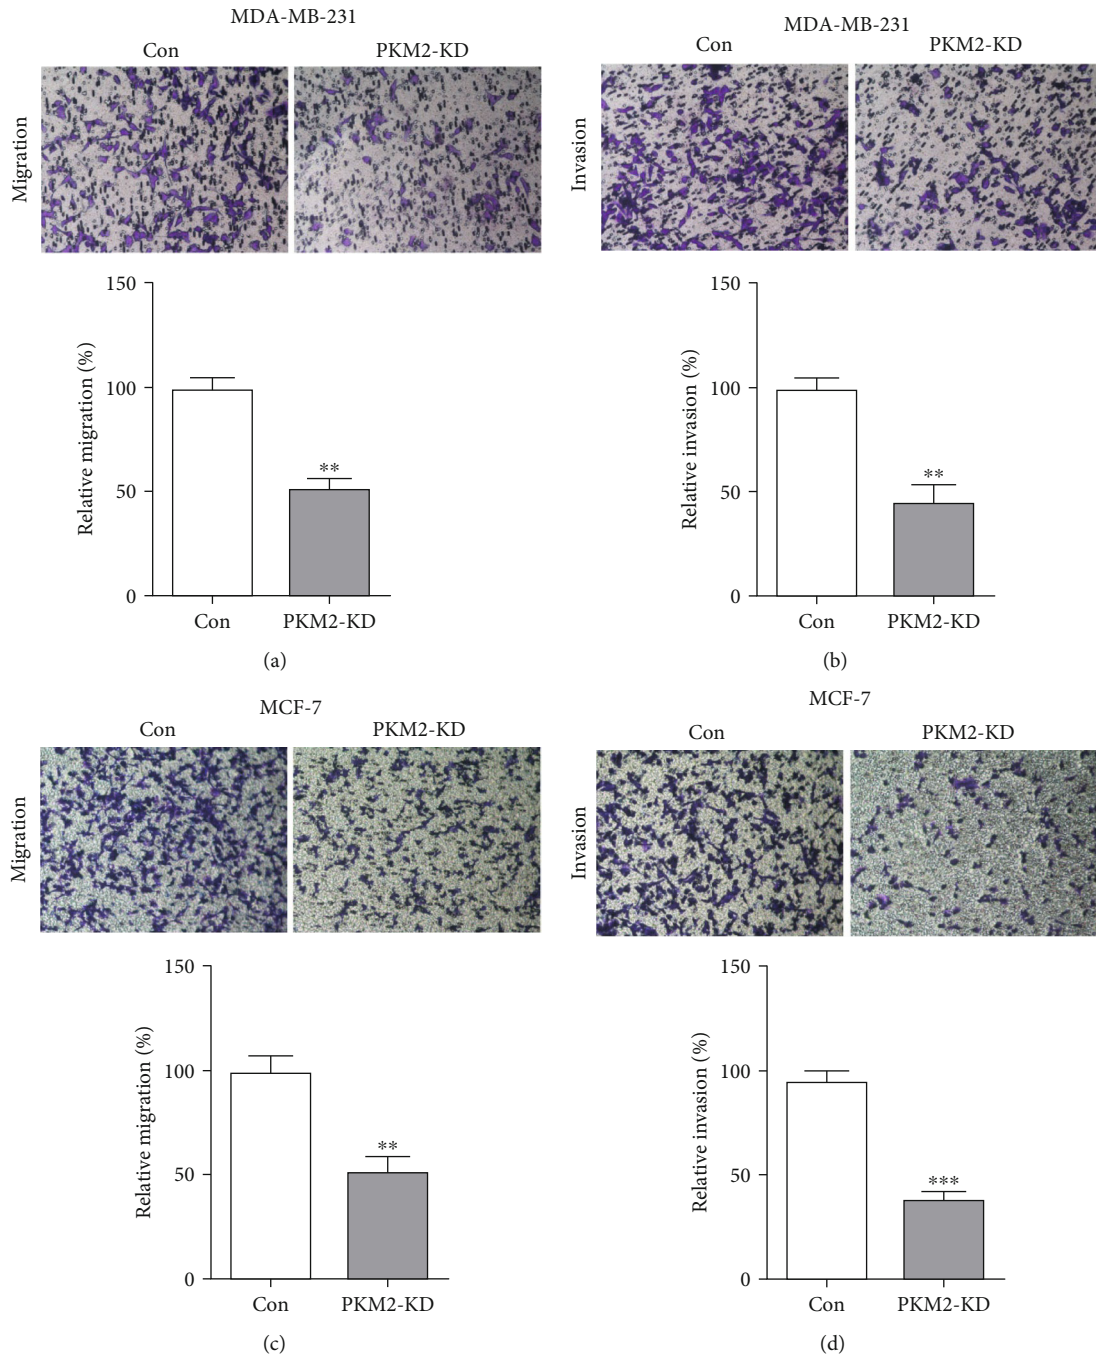 MDA-MB-231
Con PKM2-KD
Migration
150
100
50
0
Relative migration (%)
**
Con PKM2-KD
(a)
MDA-MB-231
Con PKM2-KD
Invasion
150
100
50
0
Relative invasion (%)
**
Con PKM2-KD
(b)
MCF-7
Con PKM2-KD
Migration
150
100
50
0
Relative migration (%)
**
Con PKM2-KD
(c)
MCF-7
Con PKM2-KD
Invasion
150
100
50
0
Relative invasion (%)
***
Con PKM2-KD
(d)